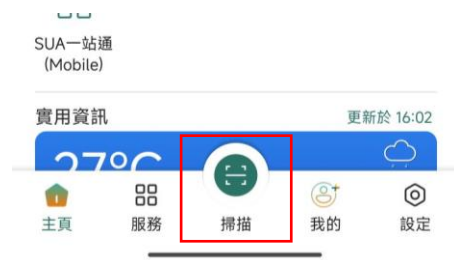 SUA一站通
(Mobile)
實用資訊
更新於 16:02
27°C
主頁
服務
掃描
我的
設定